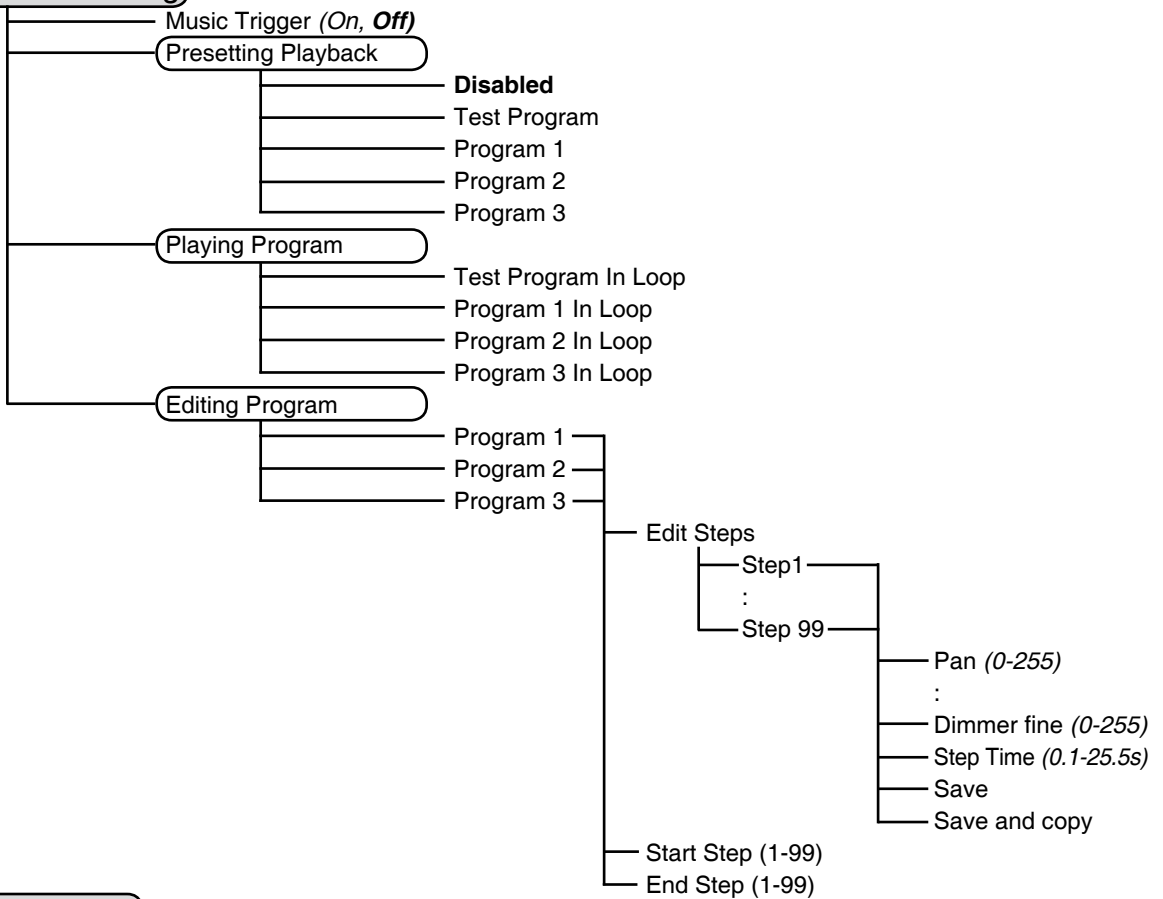 Music Trigger (On, Off)
Presetting Playback
Disabled
Test Program
Program 1
Program 2
Program 3
Playing Program
Test Program In Loop
Program 1 In Loop
Program 2 In Loop
Program 3 In Loop
Editing Program
Program 1
Program 2
Program 3
Edit Steps
Step1
:
Step 99
Pan (0-255)
:
Dimmer fine (0-255)
Step Time (0.1-25.5s)
Save
Save and copy
Start Step (1-99)
End Step (1-99)